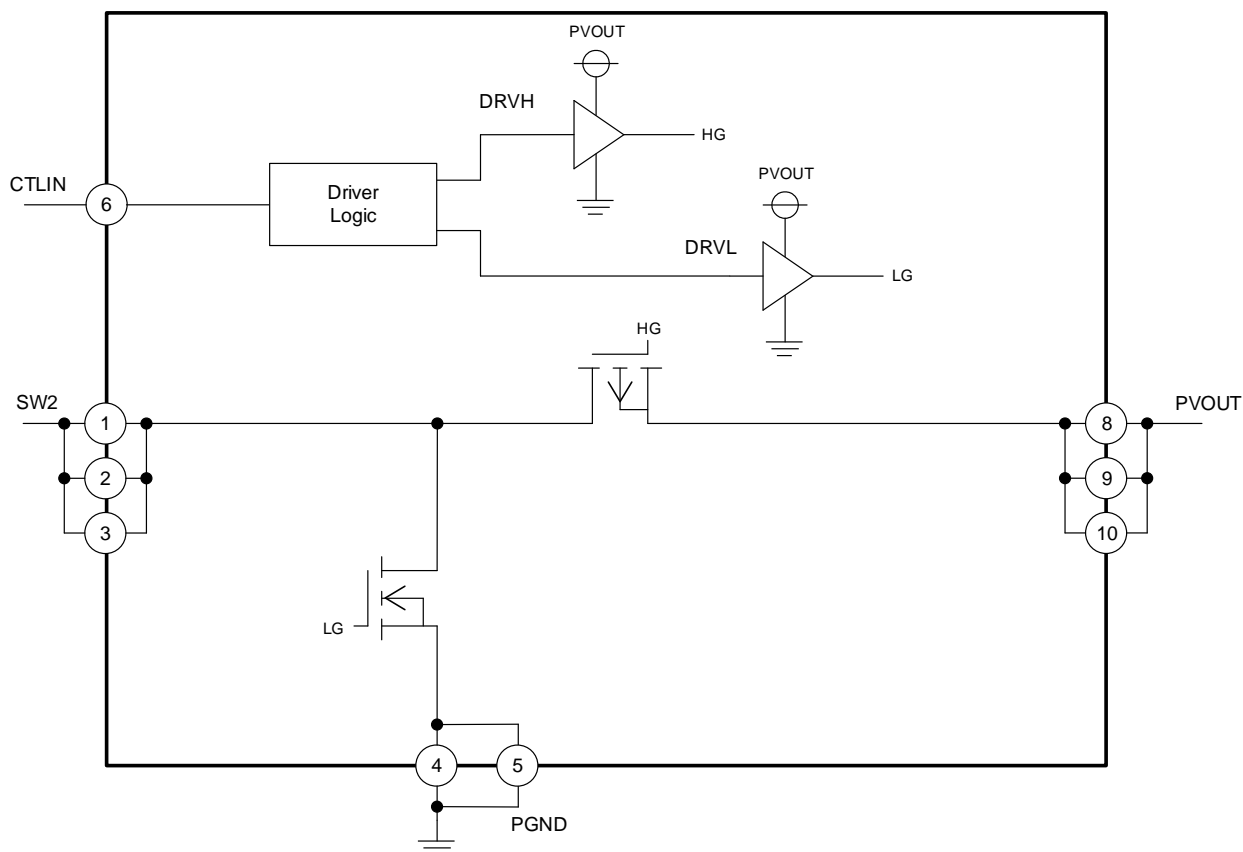 PVOUT
DRVH
HG
PVOUT
CTLIN
6
Driver
Logic
DRVL
LG
HG
SW2
1
8
PVOUT
2
9
3
10
LG
4
5
PGND